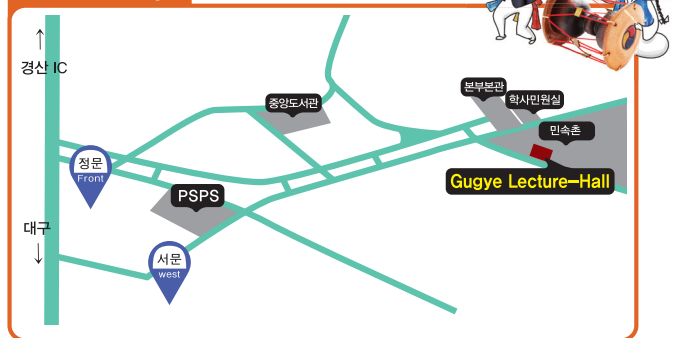 ↑
경산 IC
중앙도서관
본부본관
학사민원실
민속촌
정문
Front
PSPS
Gugye Lecture-Hall
대구
↓
서문
west